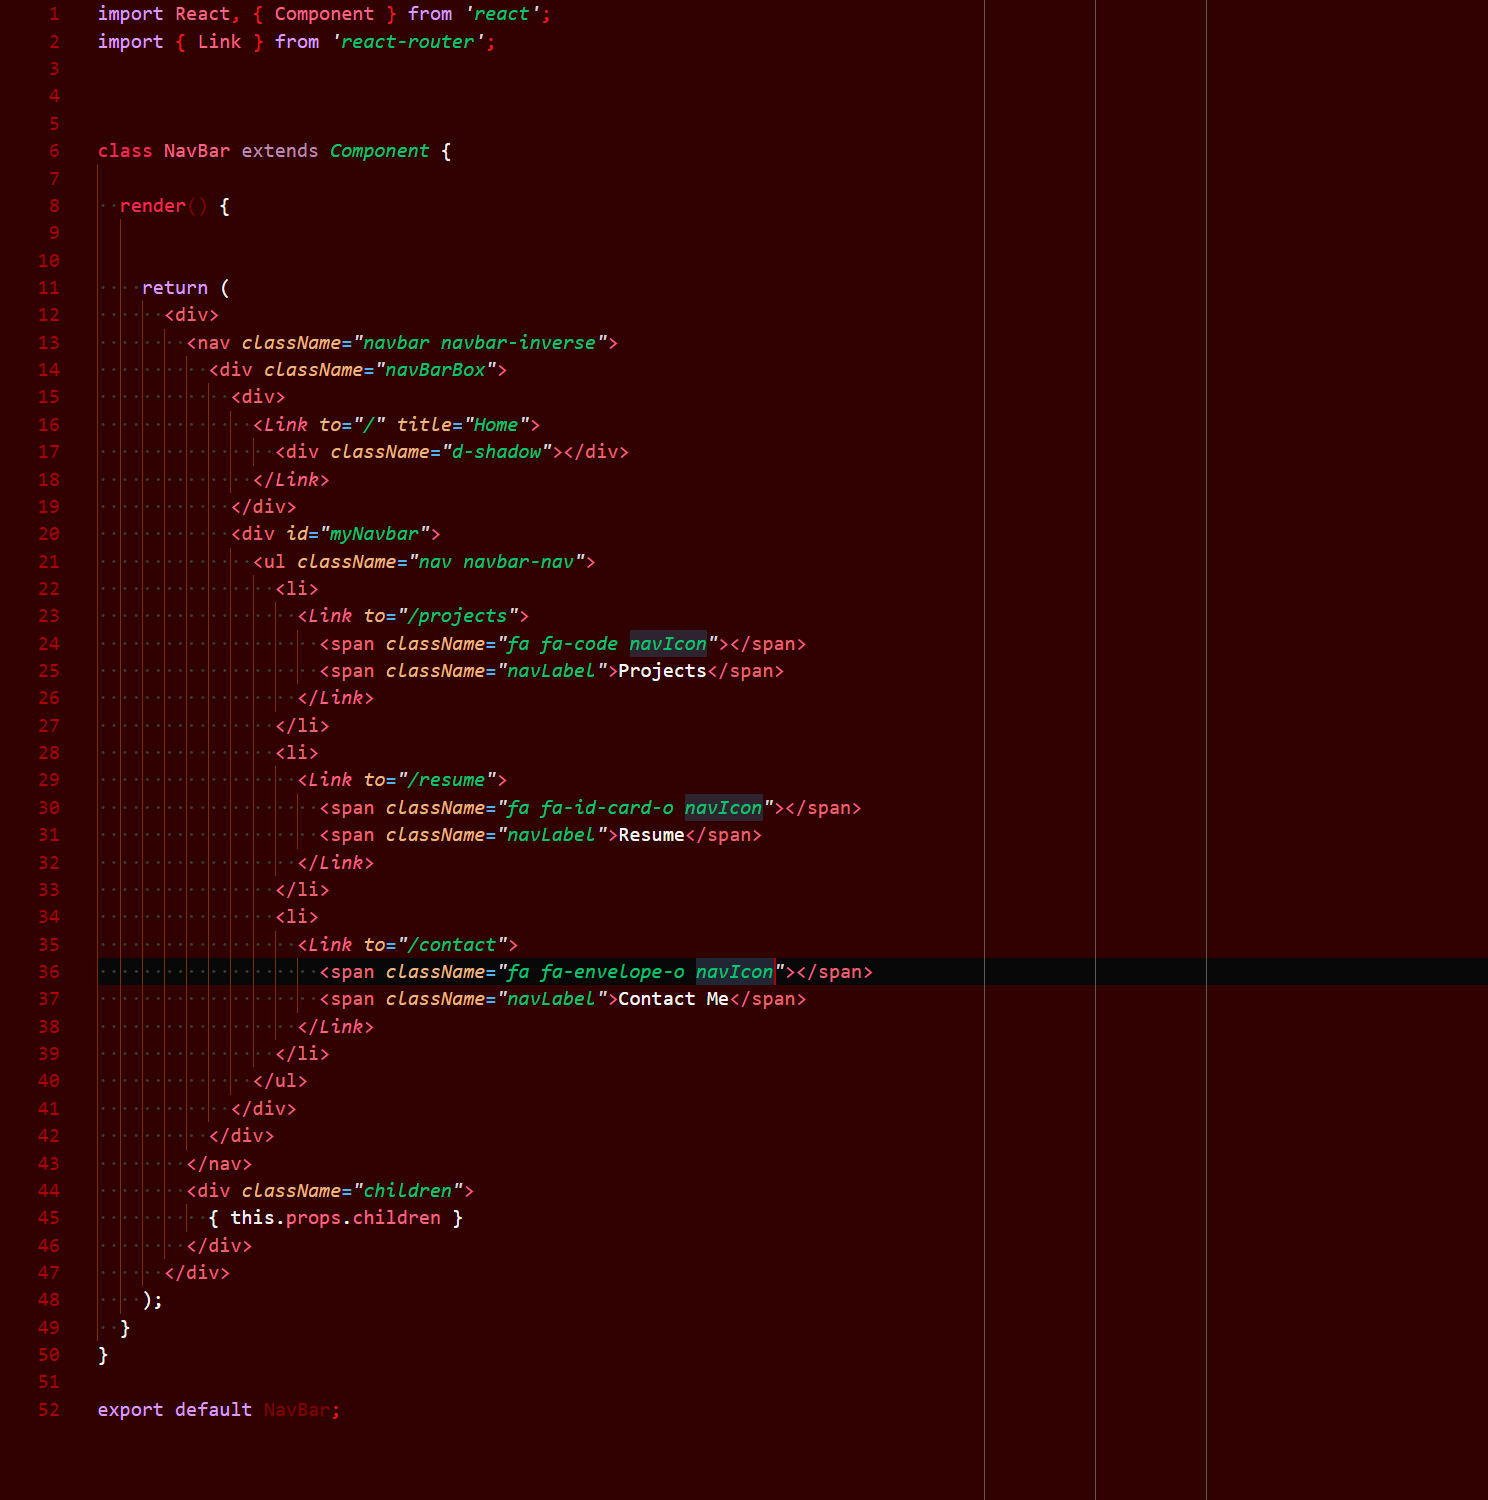 1 import React, { Component } from 'react';
2 import { Link } from 'react-router';
3
4
5
6 class NavBar extends Component {
7
8   render() {
9
10
11     return (
12       <div>
13         <nav className="navbar navbar-inverse">
14           <div className="navBarBox">
15             <div>
16               <Link to="/" title="Home">
17                 <div className="d-shadow"></div>
18               </Link>
19             </div>
20             <div id="myNavbar">
21               <ul className="nav navbar-nav">
22                 <li>
23                   <Link to="/projects">
24                     <span className="fa fa-code navIcon"></span>
25                     <span className="navLabel">Projects</span>
26                   </Link>
27                 </li>
28                 <li>
29                   <Link to="/resume">
30                     <span className="fa fa-id-card-o navIcon"></span>
31                     <span className="navLabel">Resume</span>
32                   </Link>
33                 </li>
34                 <li>
35                   <Link to="/contact">
36                     <span className="fa fa-envelope-o navIcon"></span>
37                     <span className="navLabel">Contact Me</span>
38                   </Link>
39                 </li>
40               </ul>
41             </div>
42           </div>
43         </nav>
44         <div className="children">
45           { this.props.children }
46         </div>
47       </div>
48     );
49   }
50 }
51
52 export default NavBar;